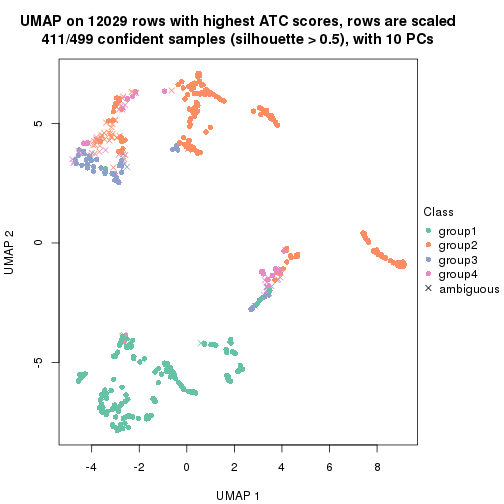 UMAP on 12029 rows with highest ATC scores, rows are scaled
411/499 confident samples (silhouette > 0.5), with 10 PCs
5
0
-5
UMAP 2
-4
-2
0
2
4
6
8
UMAP 1
Class
group1
group2
group3
group4
ambiguous